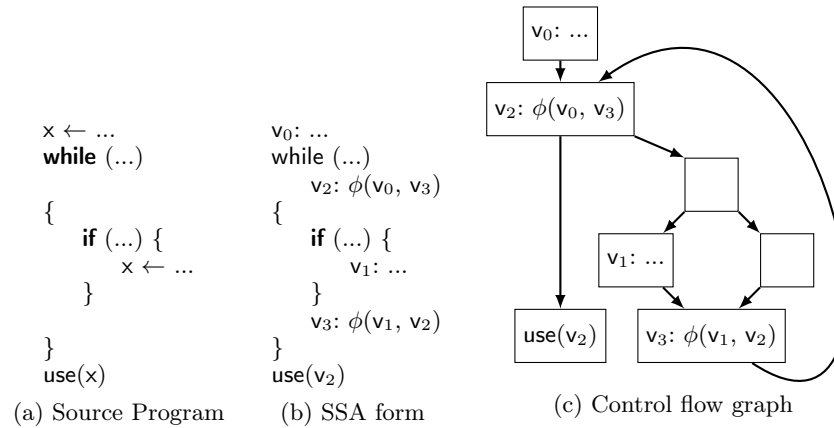 x ← ...
while (...)
{
if (...) {
x ← ...
}
}
use(x)
(a) Source Program
v₀: ...
while (...)
v₂: ϕ(v₀, v₃)
{
if (...) {
v₁: ...
}
v₃: ϕ(v₁, v₂)
}
use(v₂)
(b) SSA form
v₀: ...
v₂: ϕ(v₀, v₃)
v₁: ...
use(v₂)
v₃: ϕ(v₁, v₂)
(c) Control flow graph